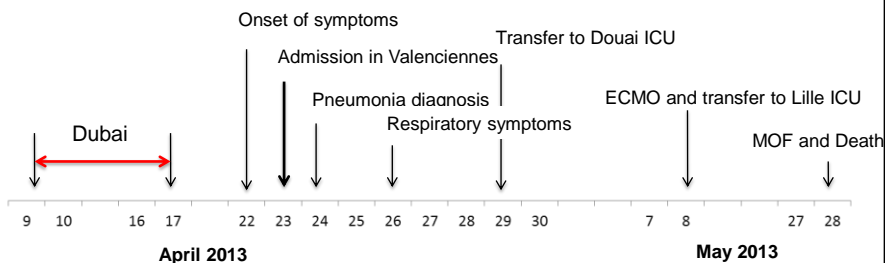 Onset of symptoms
Transfer to Douai ICU
Admission in Valenciennes
Pneumonia diagnosis
ECMO and transfer to Lille ICU
Respiratory symptoms
Dubai
MOF and Death
9 10 16 17 22 23 24 25 26 27 28 29 30 7 8 27 28
April 2013 May 2013